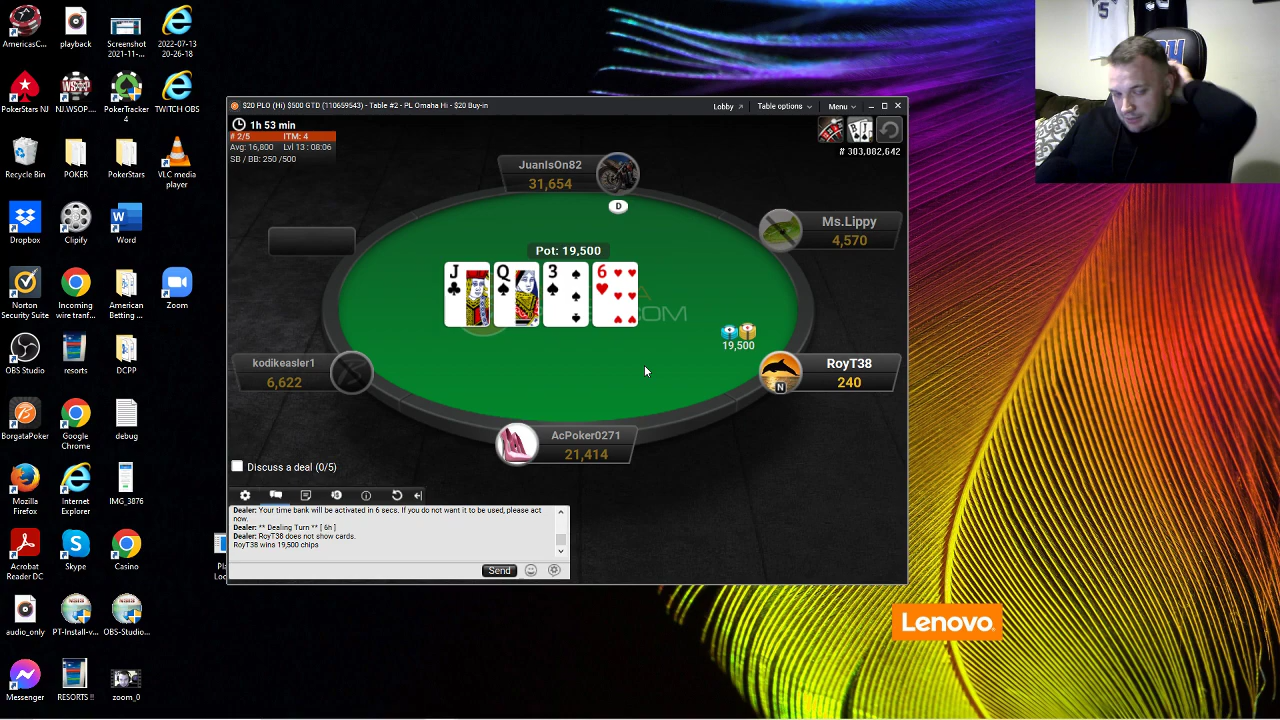 AmericasC...
playback
Screenshot
2021-11-...
2022-07-13
20-26-18
PokerStars NJ
NJ.WSOP....
PokerTracker
4
TWITCH OBS
Recycle Bin
POKER
PokerStars
VLC media
player
Dropbox
Clipify
Word
Norton
Security Suite
Incoming
wire tranf...
American
Betting ...
Zoom
OBS Studio
resorts
DCPP
BorgataPoker
Google
Chrome
debug
Mozilla
Firefox
Internet
Explorer
IMG_3876
Acrobat
Reader DC
Skype
Casino
audio_only
PT-Install-v...
OBS-Studio...
Messenger
RESORTS !!
zoom_0
$20 PLO (Hi) $500 GTD (110659543) - Table #2 - PL Omaha Hi - $20 Buy-in
Lobby
Table options
Menu
1h 53 min
# 2/5 ITM: 4
Avg: 16,800 Lvl 13 : 08:06
SB / BB: 250 /500
# 303,082,642
JuanIsOn82
31,654
D
Ms.Lippy
4,570
Pot: 19,500
J Q 3 6
.COM
19,500
kodikeasler1
6,622
RoyT38
240
N
AcPoker0271
21,414
Discuss a deal (0/5)
Dealer: Your time bank will be activated in 6 secs. If you do not want it to be used, please act
now.
Dealer: ** Dealing Turn ** [ 6h ]
Dealer: RoyT38 does not show cards.
RoyT38 wins 19,500 chips
Send
Lenovo.
5